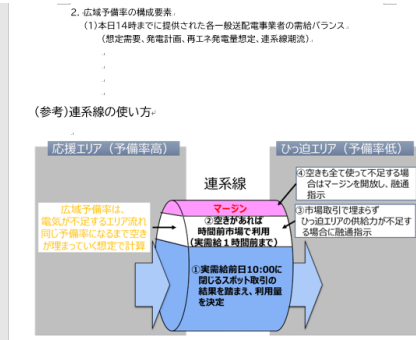 2. 広域予備率の構成要素
(1)本日14時までに提供された各一般送配電事業者の需給バランス
(想定需要、発電計画、再エネ発電量想定、連系線潮流)
(参考)連系線の使い方
応援エリア（予備率高）
ひっ迫エリア（予備率低）
連系線
④空きも全て使って不足する場
合はマージンを開放し、融通
指示
マージン
②空きがあれば
時間前市場で利用
(実需給１時間前まで)
③市場取引で埋まらず
ひっ迫エリアの供給力が不足す
る場合に融通指示
広域予備率は、
電気が不足するエリア流れ
同じ予備率になるまで空き
が埋まっていく想定で計算
①実需給前日10:00に
閉じるスポット取引の
結果を踏まえ、利用量
を決定